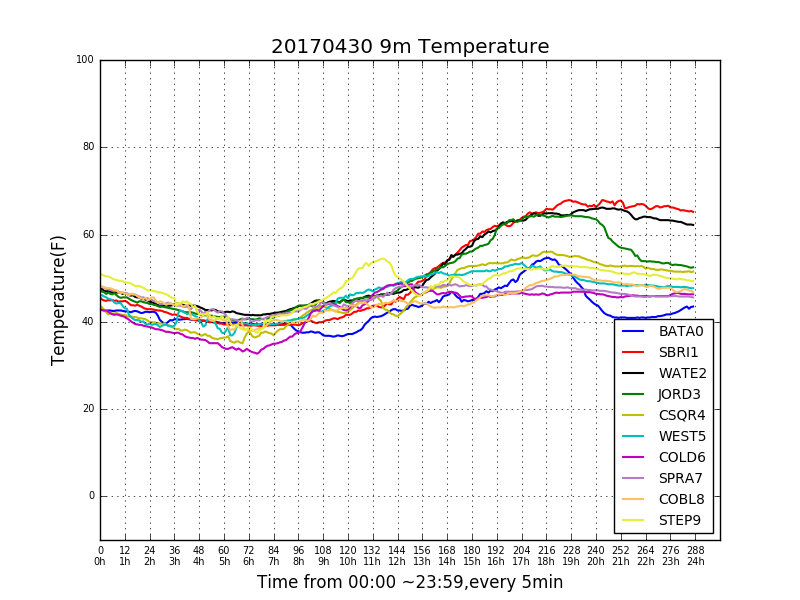 20170430 9m Temperature
Temperature(F)
100
80
60
40
20
0
BATA0
SBRI1
WATE2
JORD3
CSQR4
WEST5
COLD6
SPRA7
COBL8
STEP9
0 12 24 36 48 60 72 84 96 108 120 132 144 156 168 180 192 204 216 228 240 252 264 276 288
0h 1h 2h 3h 4h 5h 6h 7h 8h 9h 10h 11h 12h 13h 14h 15h 16h 17h 18h 19h 20h 21h 22h 23h 24h
Time from 00:00 ~23:59,every 5min